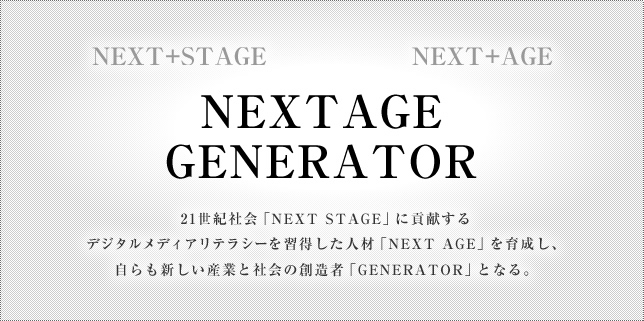 NEXT+STAGE NEXT+AGE
NEXTAGE
GENERATOR
21世紀社会「NEXT STAGE」に貢献する
デジタルメディアリテラシーを習得した人材「NEXT AGE」を育成し、
自らも新しい産業と社会の創造者「GENERATOR」となる。